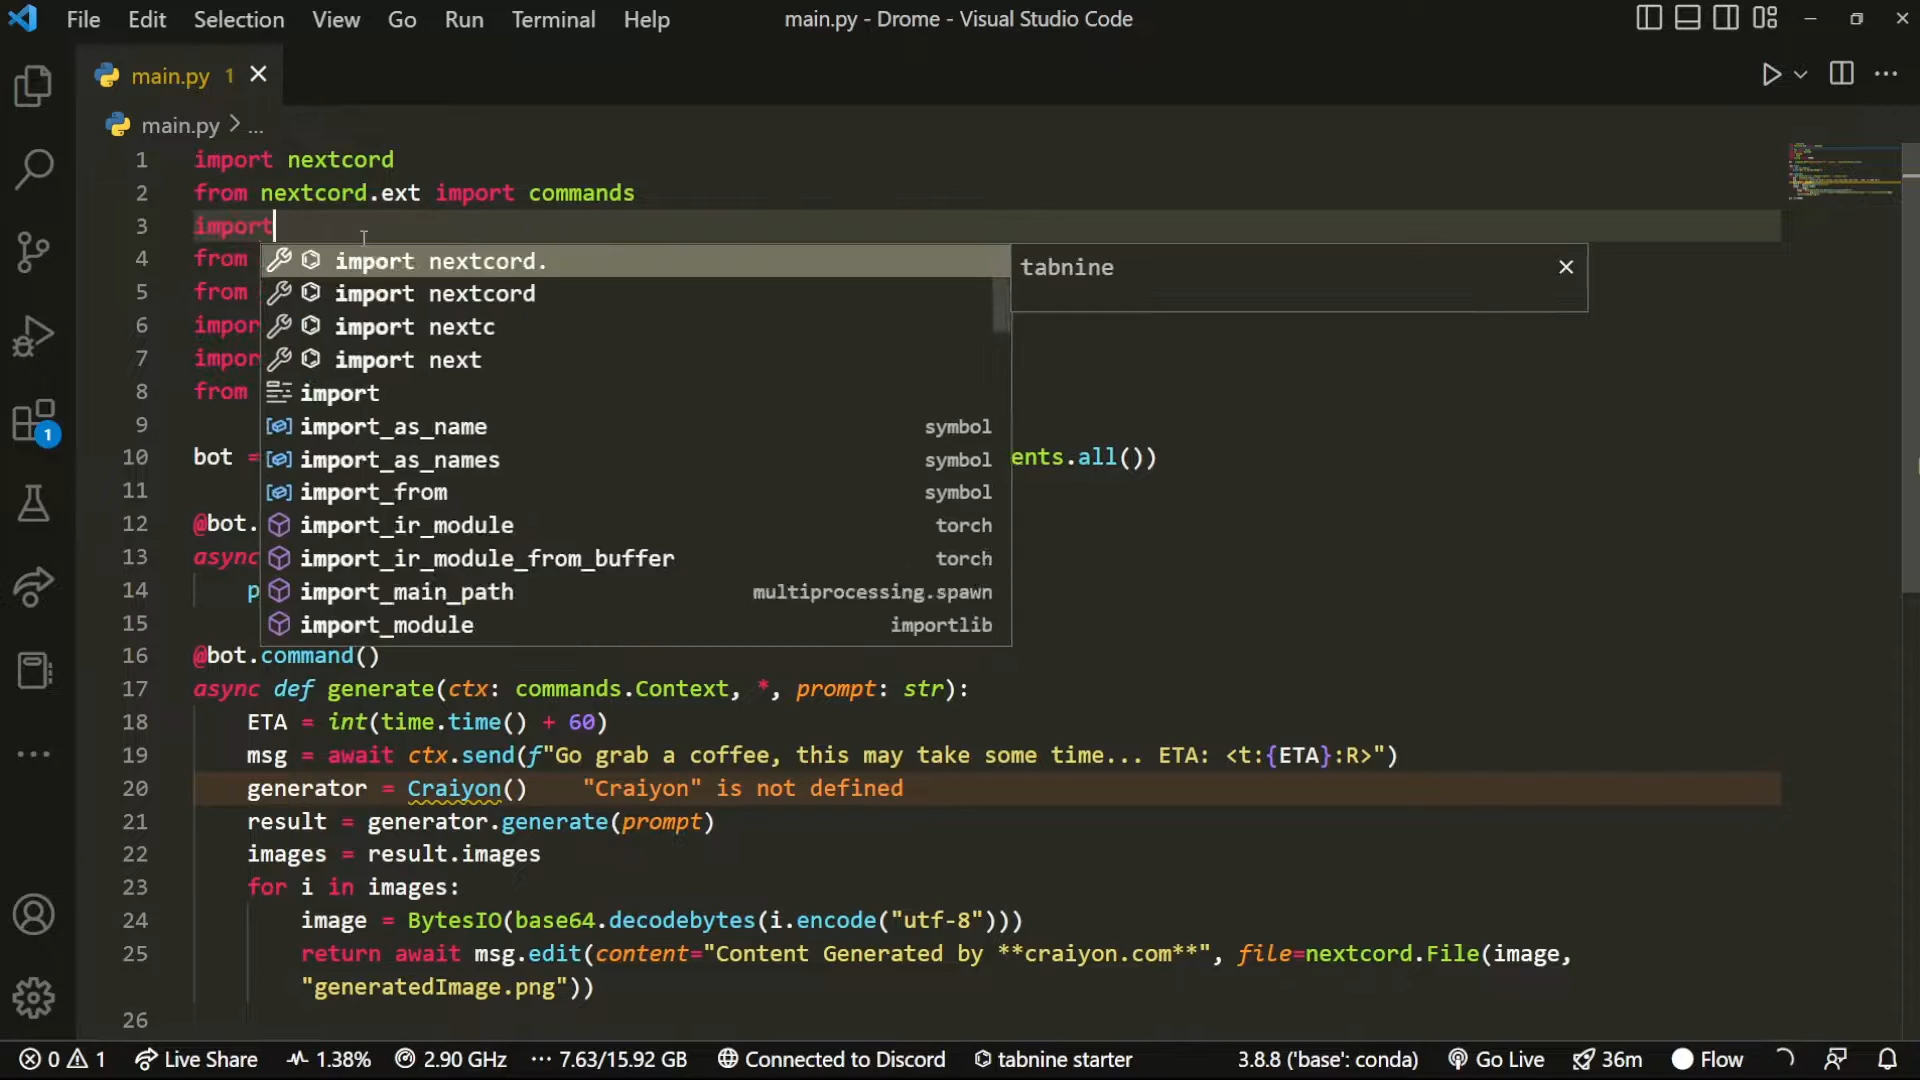 File Edit Selection View Go Run Terminal Help main.py - Drome - Visual Studio Code
main.py 1
main.py > ...
1 import nextcord
2 from nextcord.ext import commands
3 import
4 from
5 from
6 impor
7 impor
8 from
9
10 bot = ents.all())
11
12 @bot.
13 async
14 p
15
import nextcord. tabnine
import nextcord
import nextc
import next
import
import_as_name symbol
import_as_names symbol
import_from symbol
import_ir_module torch
import_ir_module_from_buffer torch
import_main_path multiprocessing.spawn
import_module importlib
16 @bot.command()
17 async def generate(ctx: commands.Context, *, prompt: str):
18 ETA = int(time.time() + 60)
19 msg = await ctx.send(f"Go grab a coffee, this may take some time... ETA: <t:{ETA}:R>")
20 generator = Craiyon() "Craiyon" is not defined
21 result = generator.generate(prompt)
22 images = result.images
23 for i in images:
24 image = BytesIO(base64.decodebytes(i.encode("utf-8")))
25 return await msg.edit(content="Content Generated by **craiyon.com**", file=nextcord.File(image,
"generatedImage.png"))
26
1
0 1 Live Share 1.38% 2.90 GHz ... 7.63/15.92 GB Connected to Discord tabnine starter 3.8.8 ('base': conda) Go Live 36m Flow